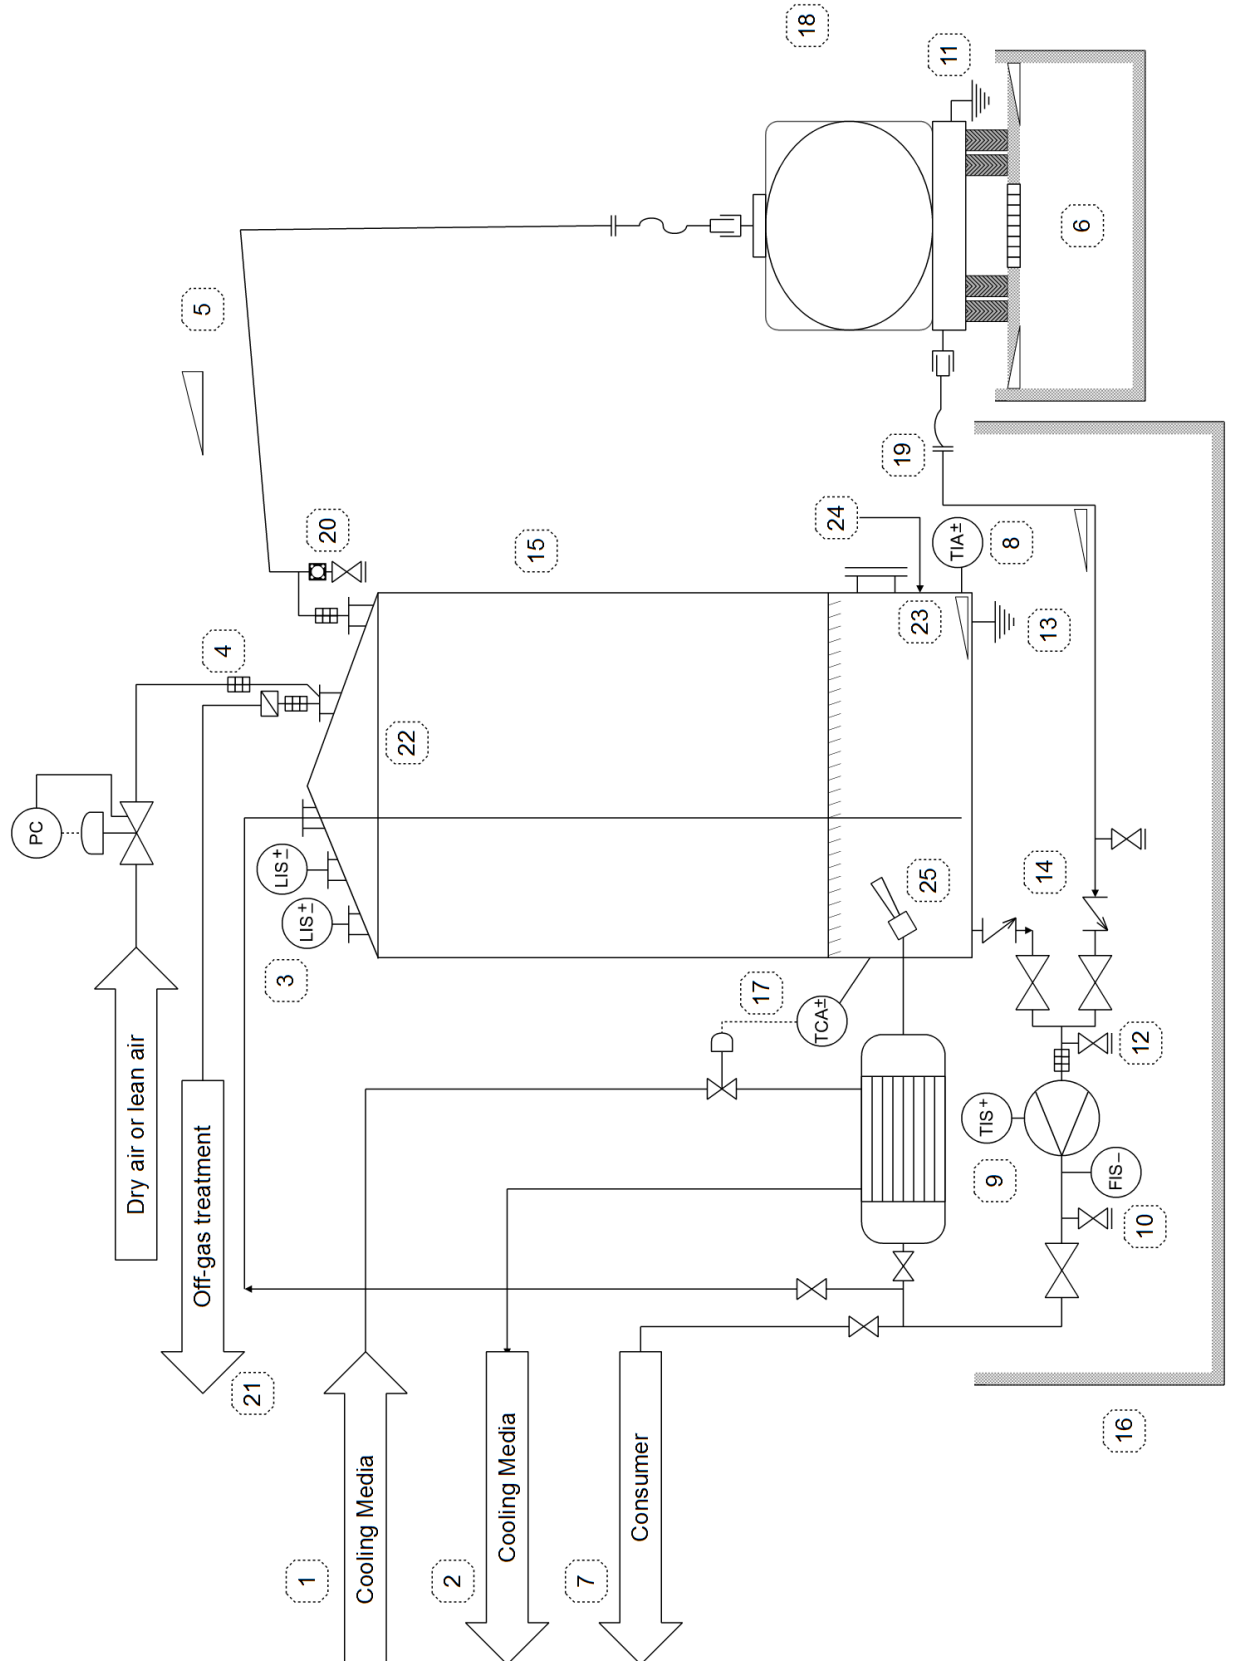 18
11
5
6
19
20
15
24
TIA±
8
4
23
13
22
PC
LIS±
LIS±
3
25
14
17
TCA±
12
Dry air or lean air
Off-gas treatment
TIS+
9
FIS−
10
21
16
Cooling Media
1
Cooling Media
2
Consumer
7